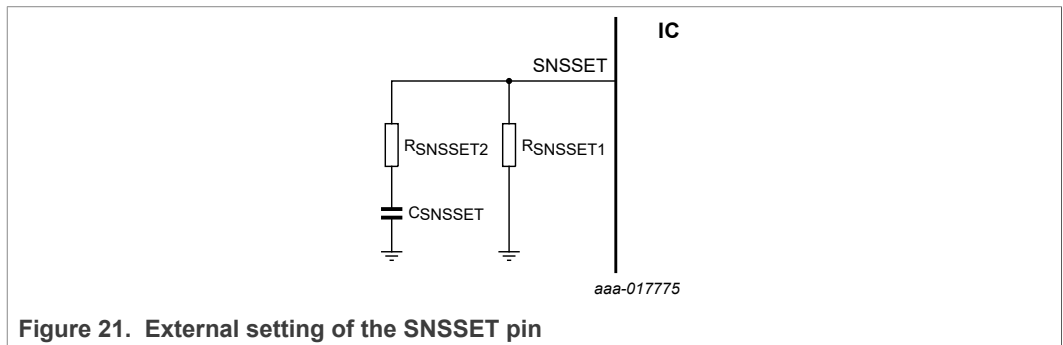 IC
SNSSET
RSNSSET2
RSNSSET1
CSNSSET
aaa-017775
Figure 21. External setting of the SNSSET pin